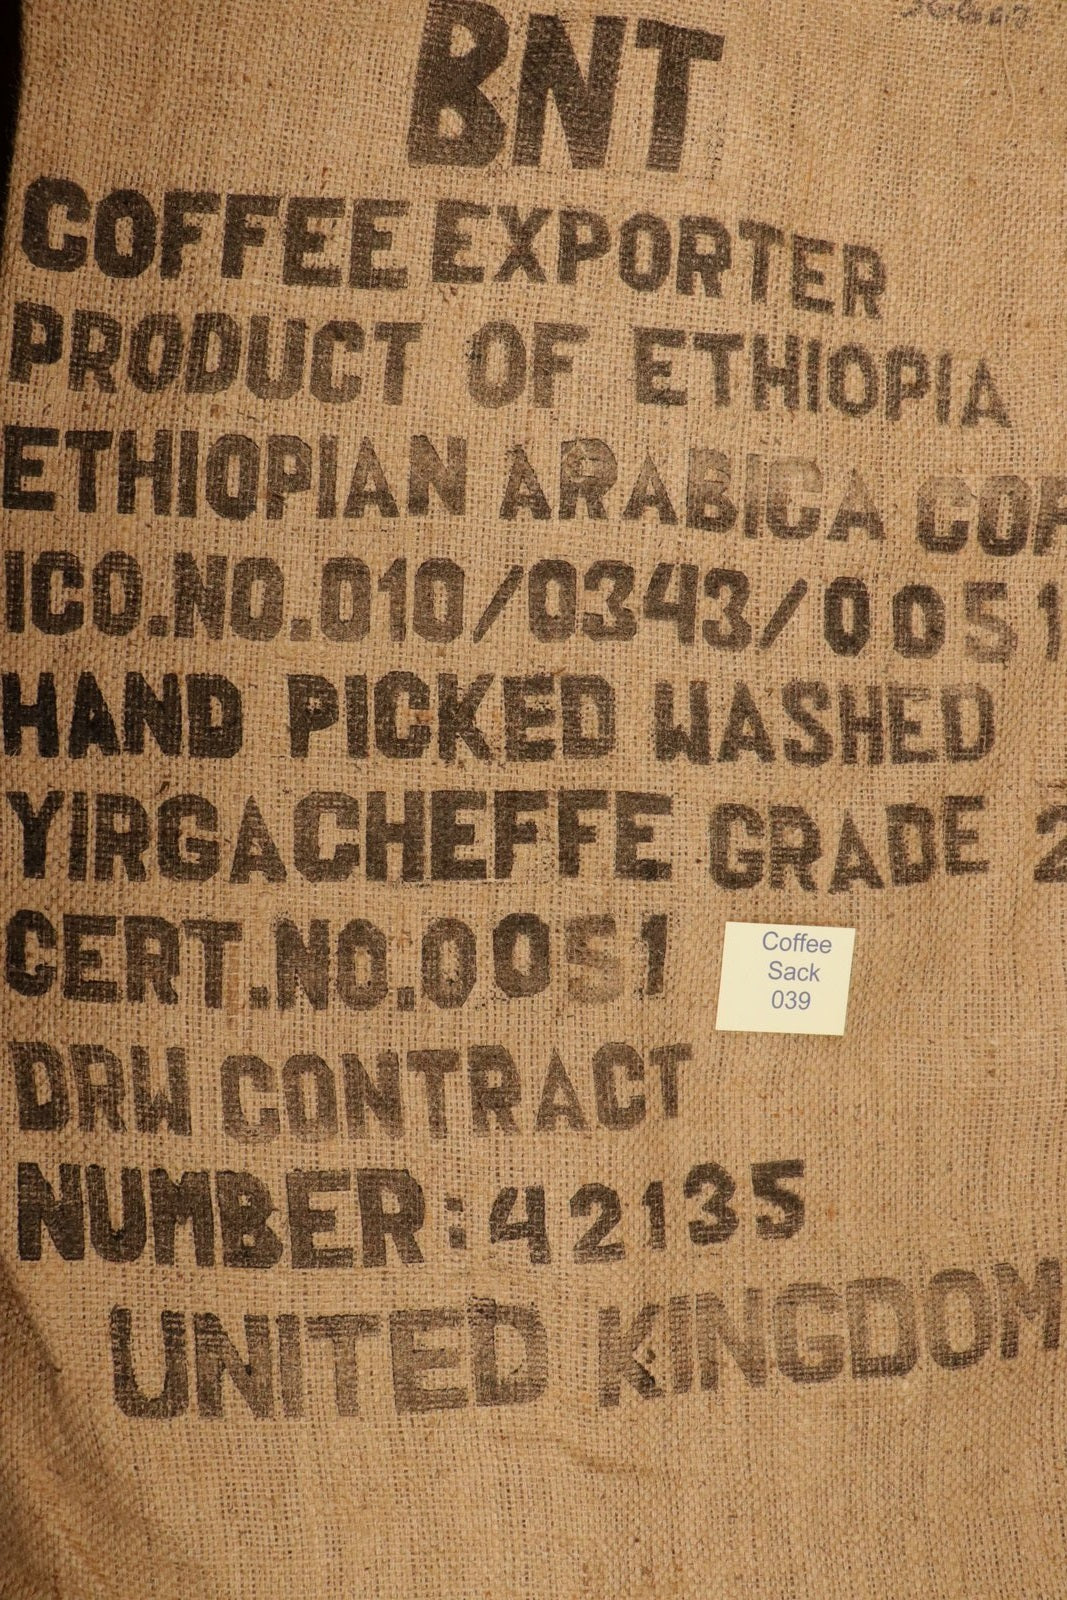 BNT
COFFEE EXPORTER
PRODUCT OF ETHIOPIA
ETHIOPIAN ARABICA COF
ICO.NO.010/0343/0051
HAND PICKED WASHED
YIRGACHEFFE GRADE 2
CERT.NO.0051
Coffee
Sack
039
DRW CONTRACT
NUMBER:42135
UNITED KINGDOM